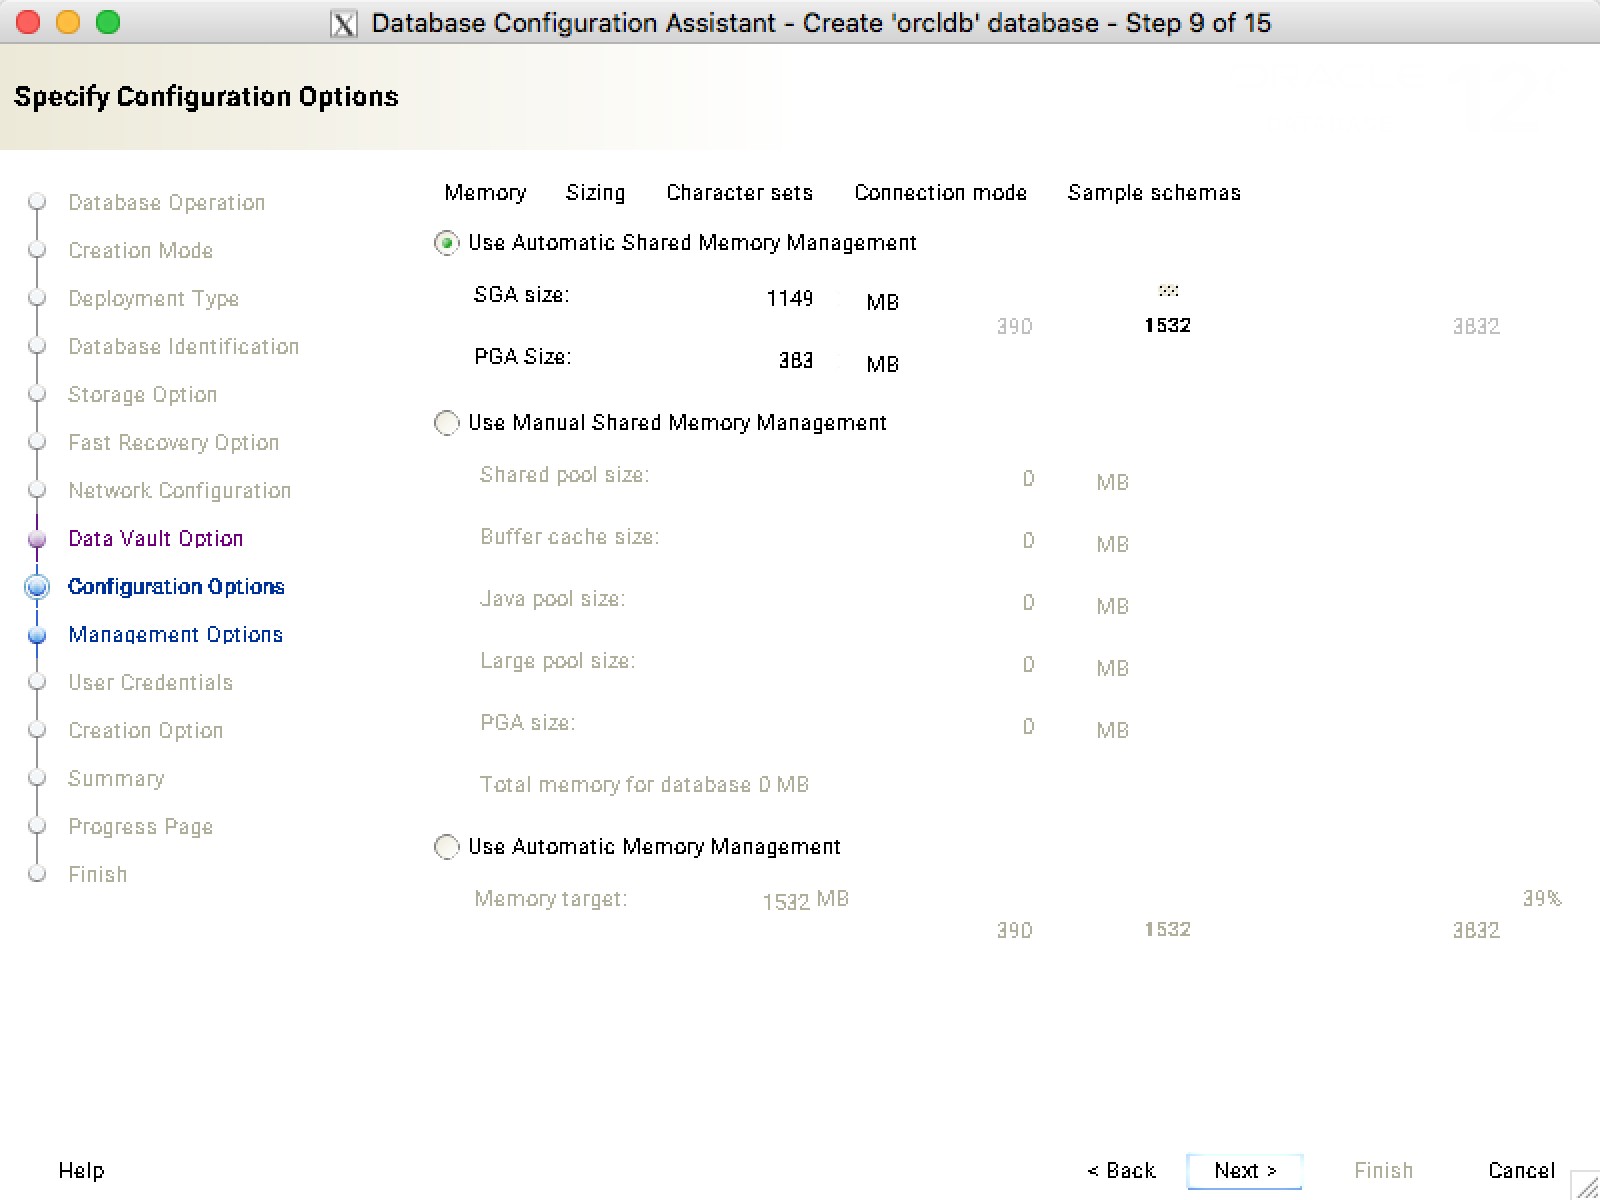 Database Configuration Assistant - Create 'orcldb' database - Step 9 of 15
Specify Configuration Options
Database Operation
Creation Mode
Deployment Type
Database Identification
Storage Option
Fast Recovery Option
Network Configuration
Data Vault Option
Configuration Options
Management Options
User Credentials
Creation Option
Summary
Progress Page
Finish
Memory Sizing Character sets Connection mode Sample schemas
Use Automatic Shared Memory Management
SGA size: 1149 MB
390 1532 3832
PGA Size: 383 MB
Use Manual Shared Memory Management
Shared pool size: 0 MB
Buffer cache size: 0 MB
Java pool size: 0 MB
Large pool size: 0 MB
PGA size: 0 MB
Total memory for database 0 MB
Use Automatic Memory Management
Memory target: 1532 MB 39%
390 1532 3832
Help < Back Next > Finish Cancel